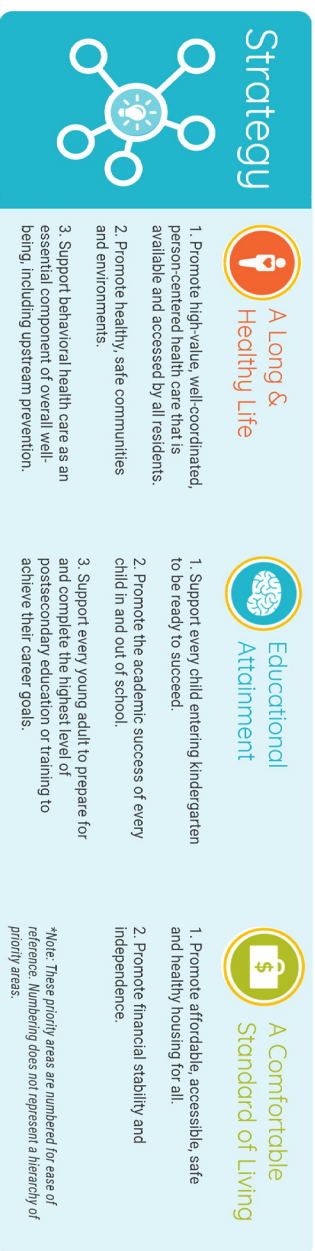 Strategy
A Long &
Healthy Life
1. Promote high-value, well-coordinated,
person-centered health care that is
available and accessed by all residents.
2. Promote healthy, safe communities
and environments.
3. Support behavioral health care as an
essential component of overall well-
being, including upstream prevention.
Educational
Attainment
1. Support every child entering kindergarten
to be ready to succeed.
2. Promote the academic success of every
child in and out of school.
3. Support every young adult to prepare for
and complete the highest level of
postsecondary education or training to
achieve their career goals.
A Comfortable
Standard of Living
1. Promote affordable, accessible, safe
and healthy housing for all.
2. Promote financial stability and
independence.
*Note: These priority areas are numbered for ease of
reference. Numbering does not represent a hierarchy of
priority areas.
$